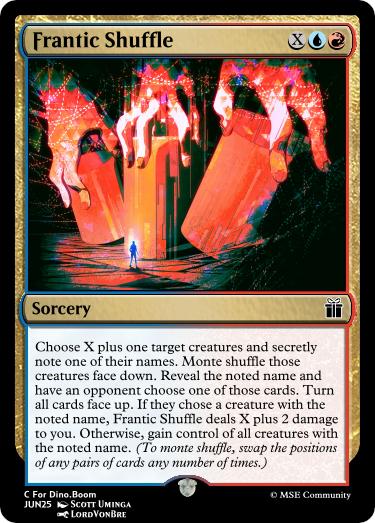 Frantic Shuffle X
Sorcery
Choose X plus one target creatures and secretly
note one of their names. Monte shuffle those
creatures face down. Reveal the noted name and
have an opponent choose one of those cards. Turn
all cards face up. If they chose a creature with the
noted name, Frantic Shuffle deals X plus 2 damage
to you. Otherwise, gain control of all creatures with
the noted name. (To monte shuffle, swap the positions
of any pairs of cards any number of times.)
C For Dino.Boom
JUN25 Scott Uminga © MSE Community
LordVonBre